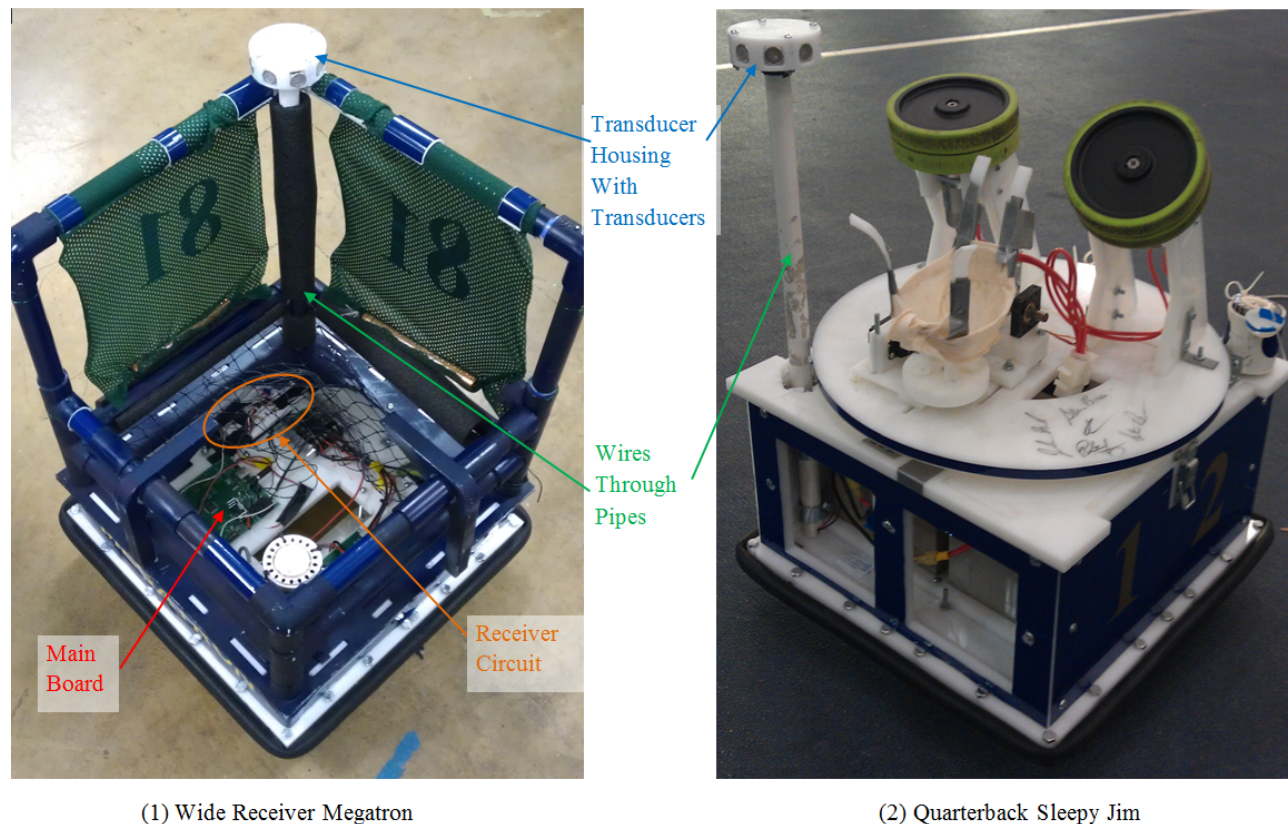 18
18
Transducer
Housing
With
Transducers
Wires
Through
Pipes
Receiver
Circuit
Main
Board
1
2
(1) Wide Receiver Megatron
(2) Quarterback Sleepy Jim